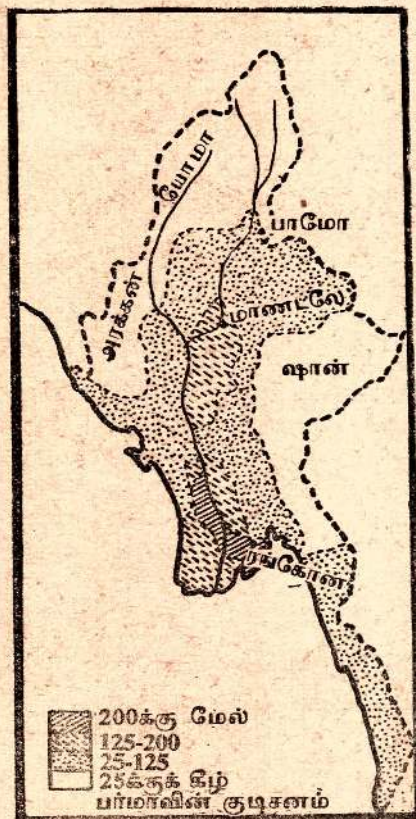 யோமா
பாமோ
அரக்கன்
மாண்டலே
ஷான்
ரங்கோன்
200க்கு மேல்
125-200
25-125
25க்குக் கீழ்
பர்மாவின் குடிசனம்